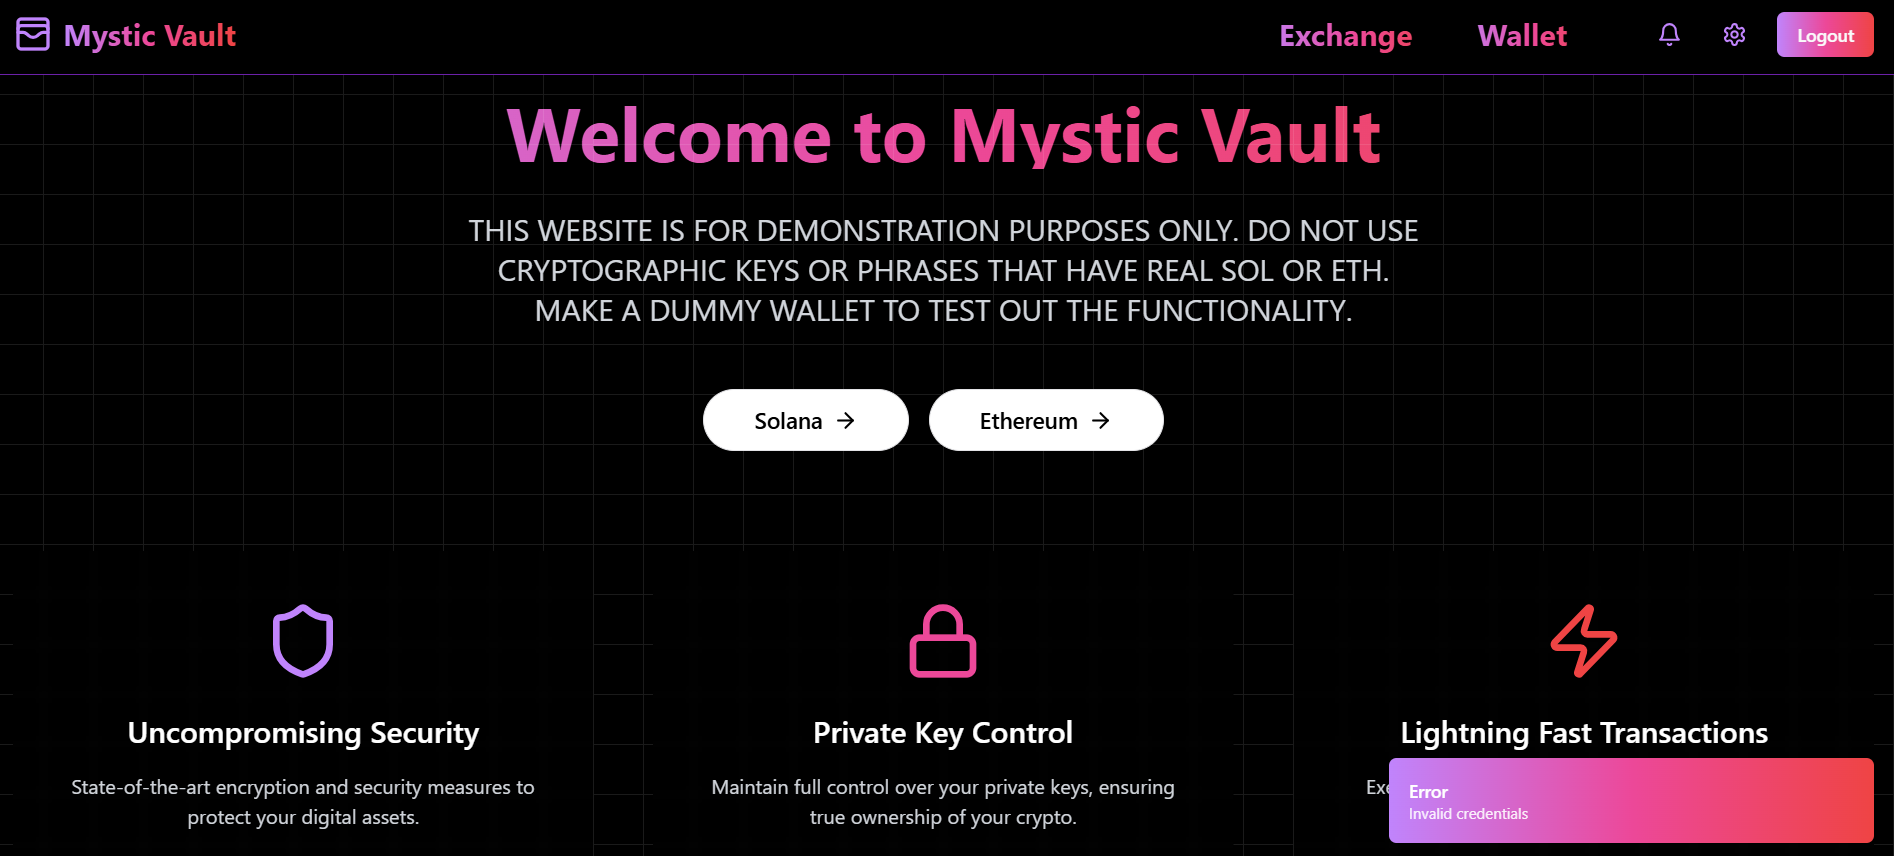 Mystic Vault
Exchange
Wallet
Logout
Welcome to Mystic Vault
THIS WEBSITE IS FOR DEMONSTRATION PURPOSES ONLY. DO NOT USE
CRYPTOGRAPHIC KEYS OR PHRASES THAT HAVE REAL SOL OR ETH.
MAKE A DUMMY WALLET TO TEST OUT THE FUNCTIONALITY.
Solana
Ethereum
Uncompromising Security
State-of-the-art encryption and security measures to
protect your digital assets.
Private Key Control
Maintain full control over your private keys, ensuring
true ownership of your crypto.
Lightning Fast Transactions
Error
Invalid credentials